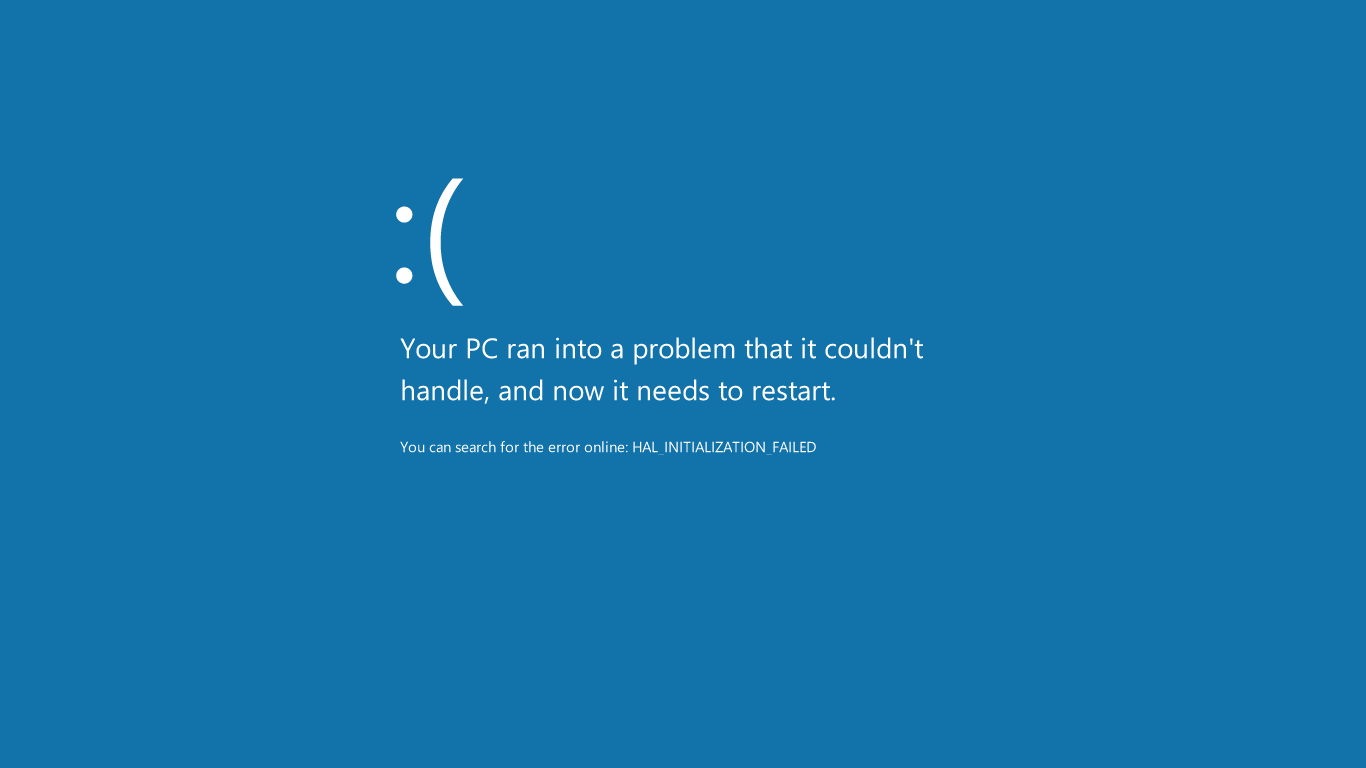 :(
Your PC ran into a problem that it couldn't
handle, and now it needs to restart.
You can search for the error online: HAL_INITIALIZATION_FAILED